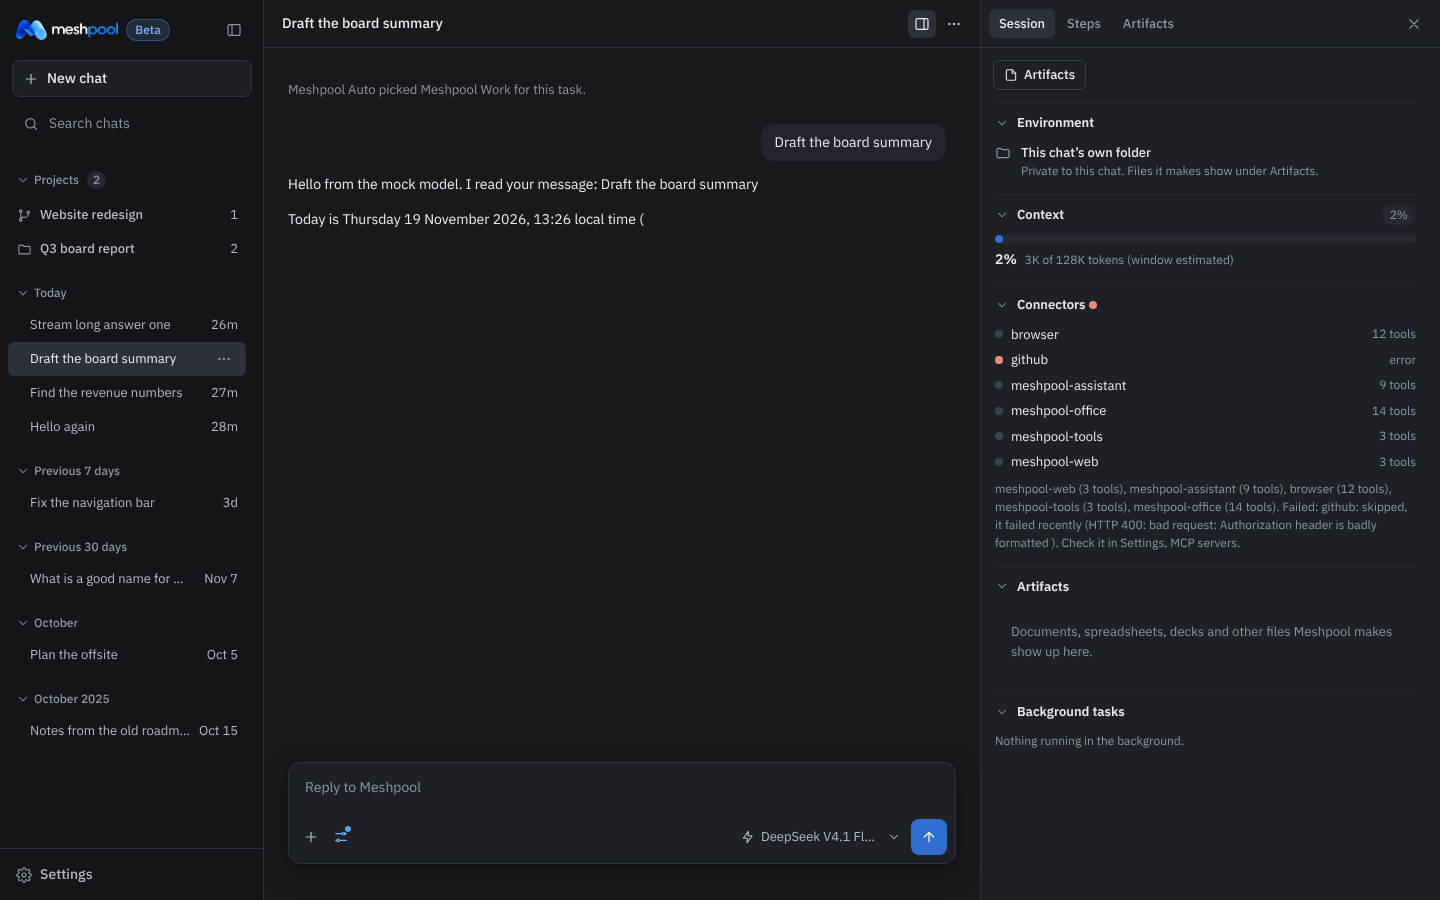 meshpool Beta
New chat
Search chats
Projects 2
Website redesign 1
Q3 board report 2
Today
Stream long answer one 26m
Draft the board summary
Find the revenue numbers 27m
Hello again 28m
Previous 7 days
Fix the navigation bar 3d
Previous 30 days
What is a good name for ... Nov 7
October
Plan the offsite Oct 5
October 2025
Notes from the old roadm... Oct 15
Settings
Draft the board summary
Meshpool Auto picked Meshpool Work for this task.
Draft the board summary
Hello from the mock model. I read your message: Draft the board summary
Today is Thursday 19 November 2026, 13:26 local time (
Reply to Meshpool
DeepSeek V4.1 Fl...
Session Steps Artifacts
Artifacts
Environment
This chat’s own folder
Private to this chat. Files it makes show under Artifacts.
Context 2%
2% 3K of 128K tokens (window estimated)
Connectors
browser 12 tools
github error
meshpool-assistant 9 tools
meshpool-office 14 tools
meshpool-tools 3 tools
meshpool-web 3 tools
meshpool-web (3 tools), meshpool-assistant (9 tools), browser (12 tools),
meshpool-tools (3 tools), meshpool-office (14 tools). Failed: github: skipped,
it failed recently (HTTP 400: bad request: Authorization header is badly
formatted ). Check it in Settings, MCP servers.
Artifacts
Documents, spreadsheets, decks and other files Meshpool makes
show up here.
Background tasks
Nothing running in the background.